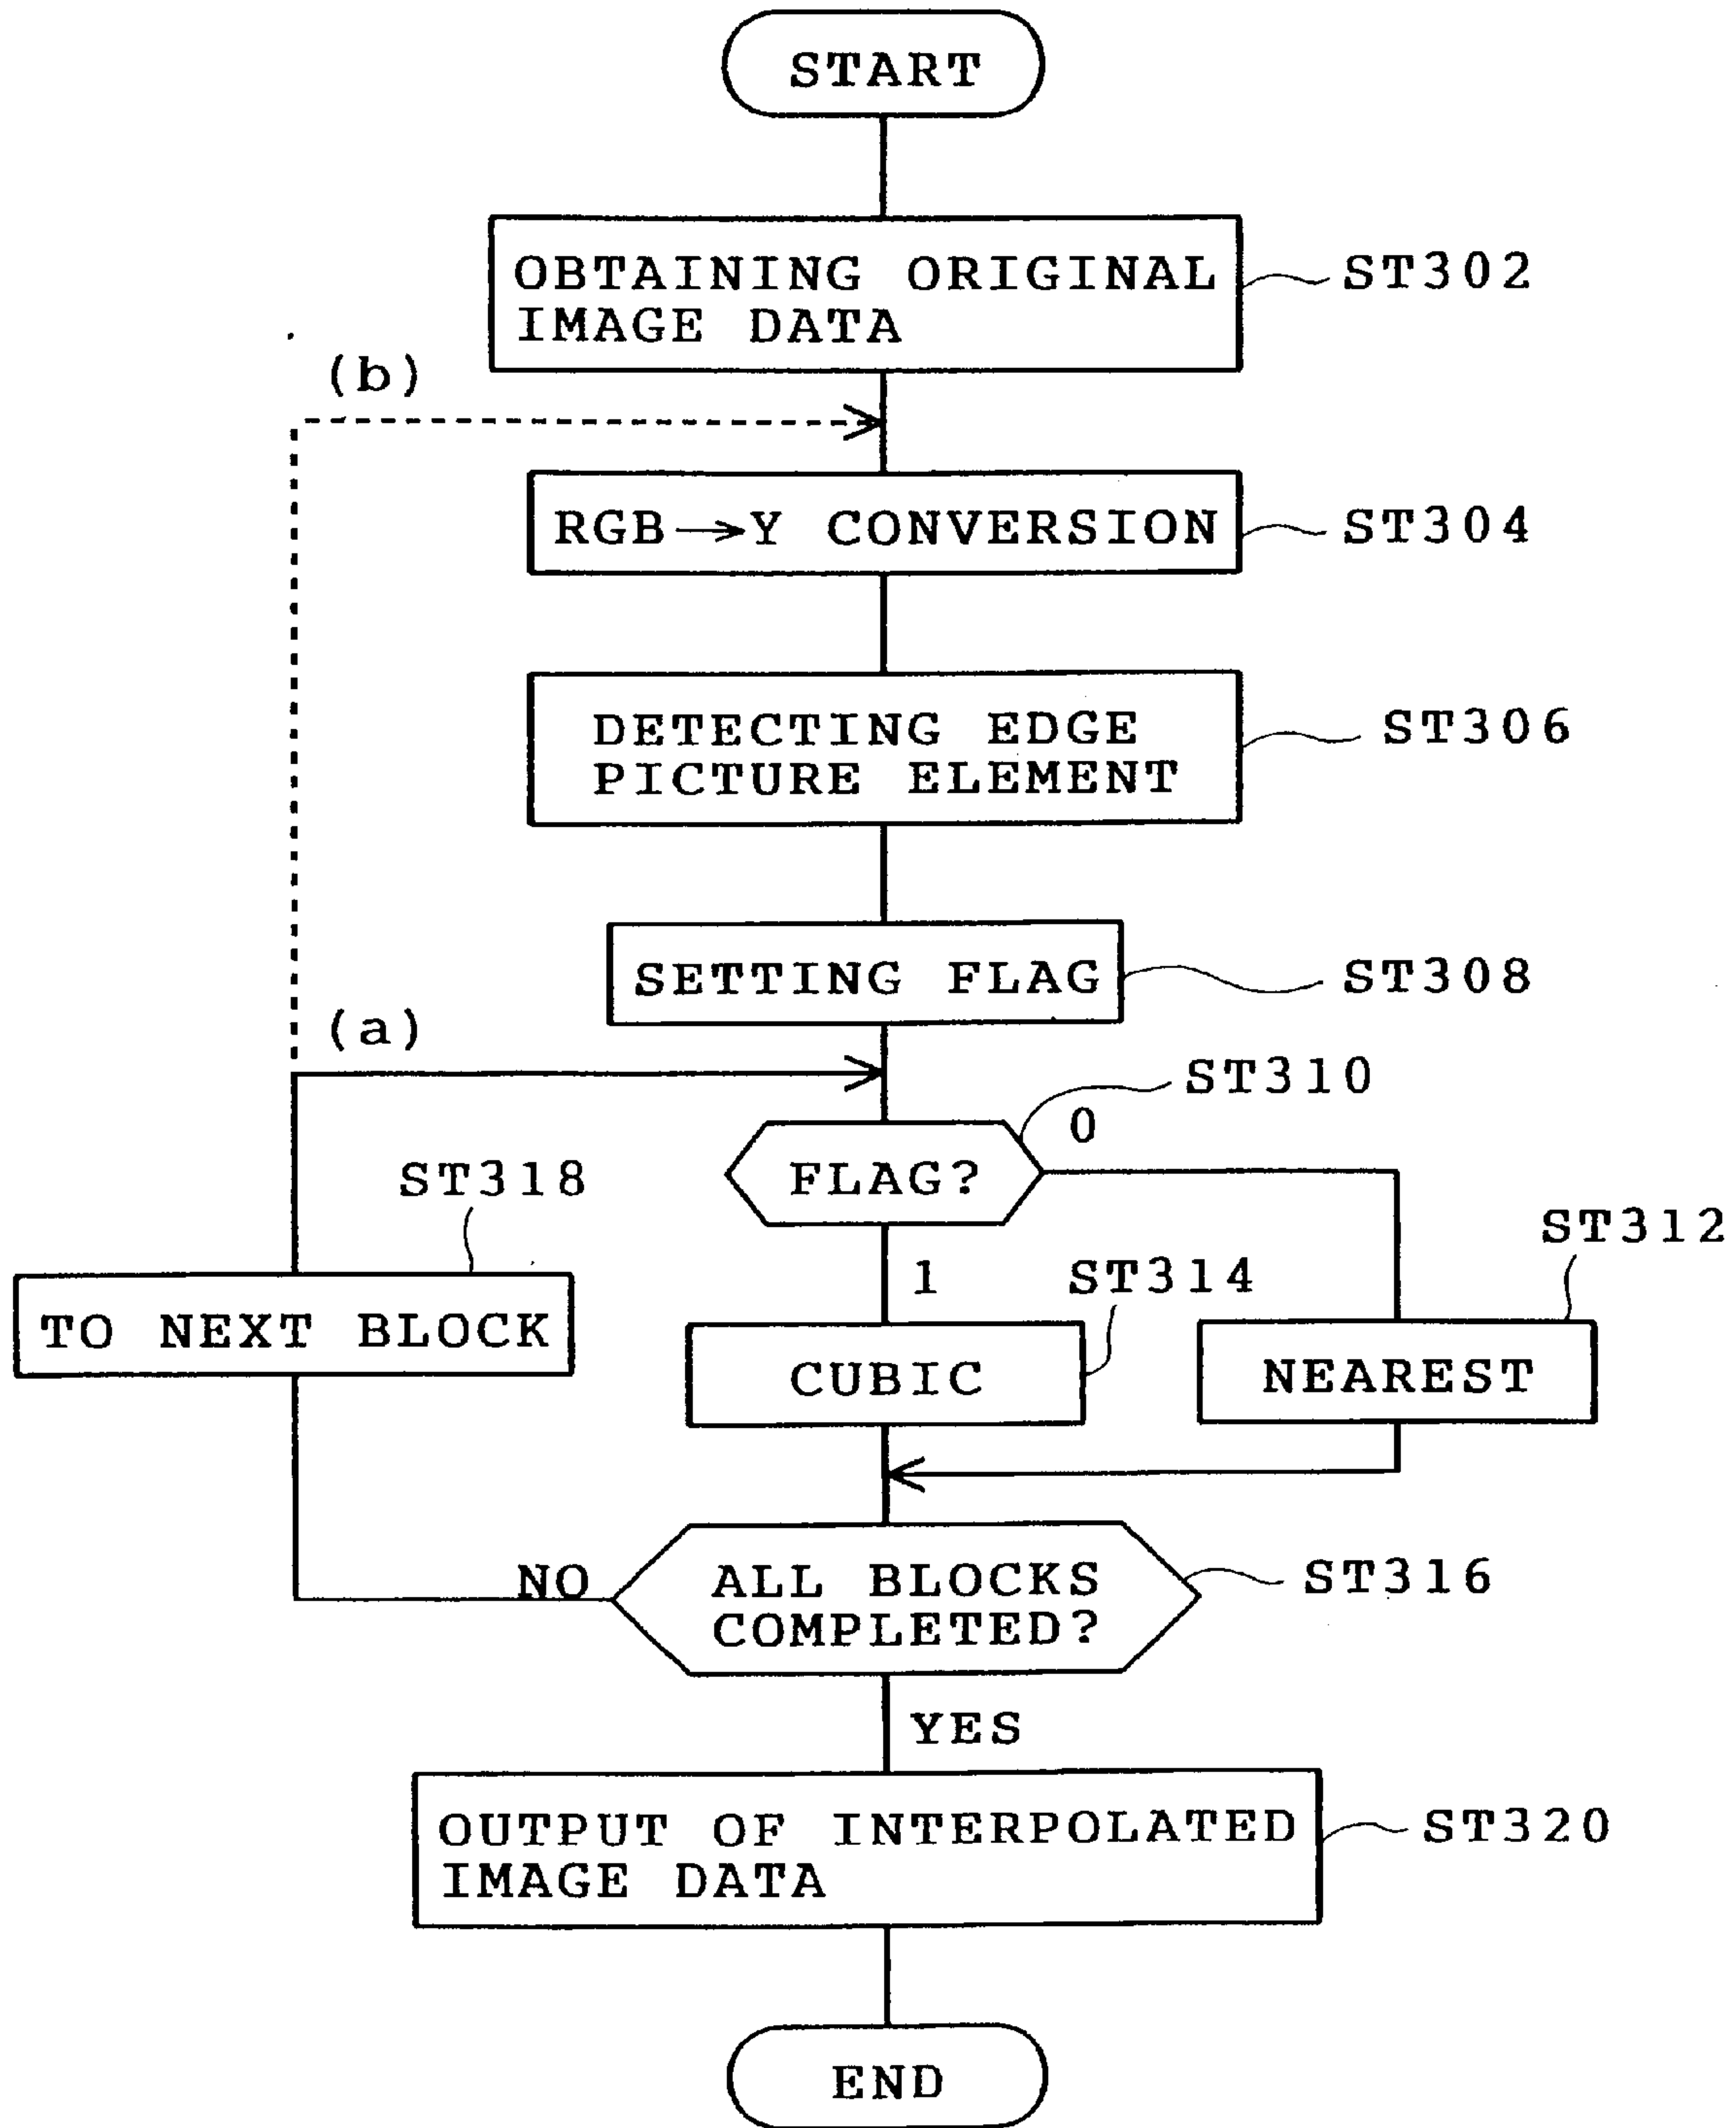 START
OBTAINING ORIGINAL
IMAGE DATA
ST302
(b)
RGB→Y CONVERSION
ST304
DETECTING EDGE
PICTURE ELEMENT
ST306
SETTING FLAG
ST308
(a)
ST310
0
FLAG?
ST318
ST312
1
ST314
TO NEXT BLOCK
CUBIC
NEAREST
NO
ALL BLOCKS
COMPLETED?
ST316
YES
OUTPUT OF INTERPOLATED
IMAGE DATA
ST320
END